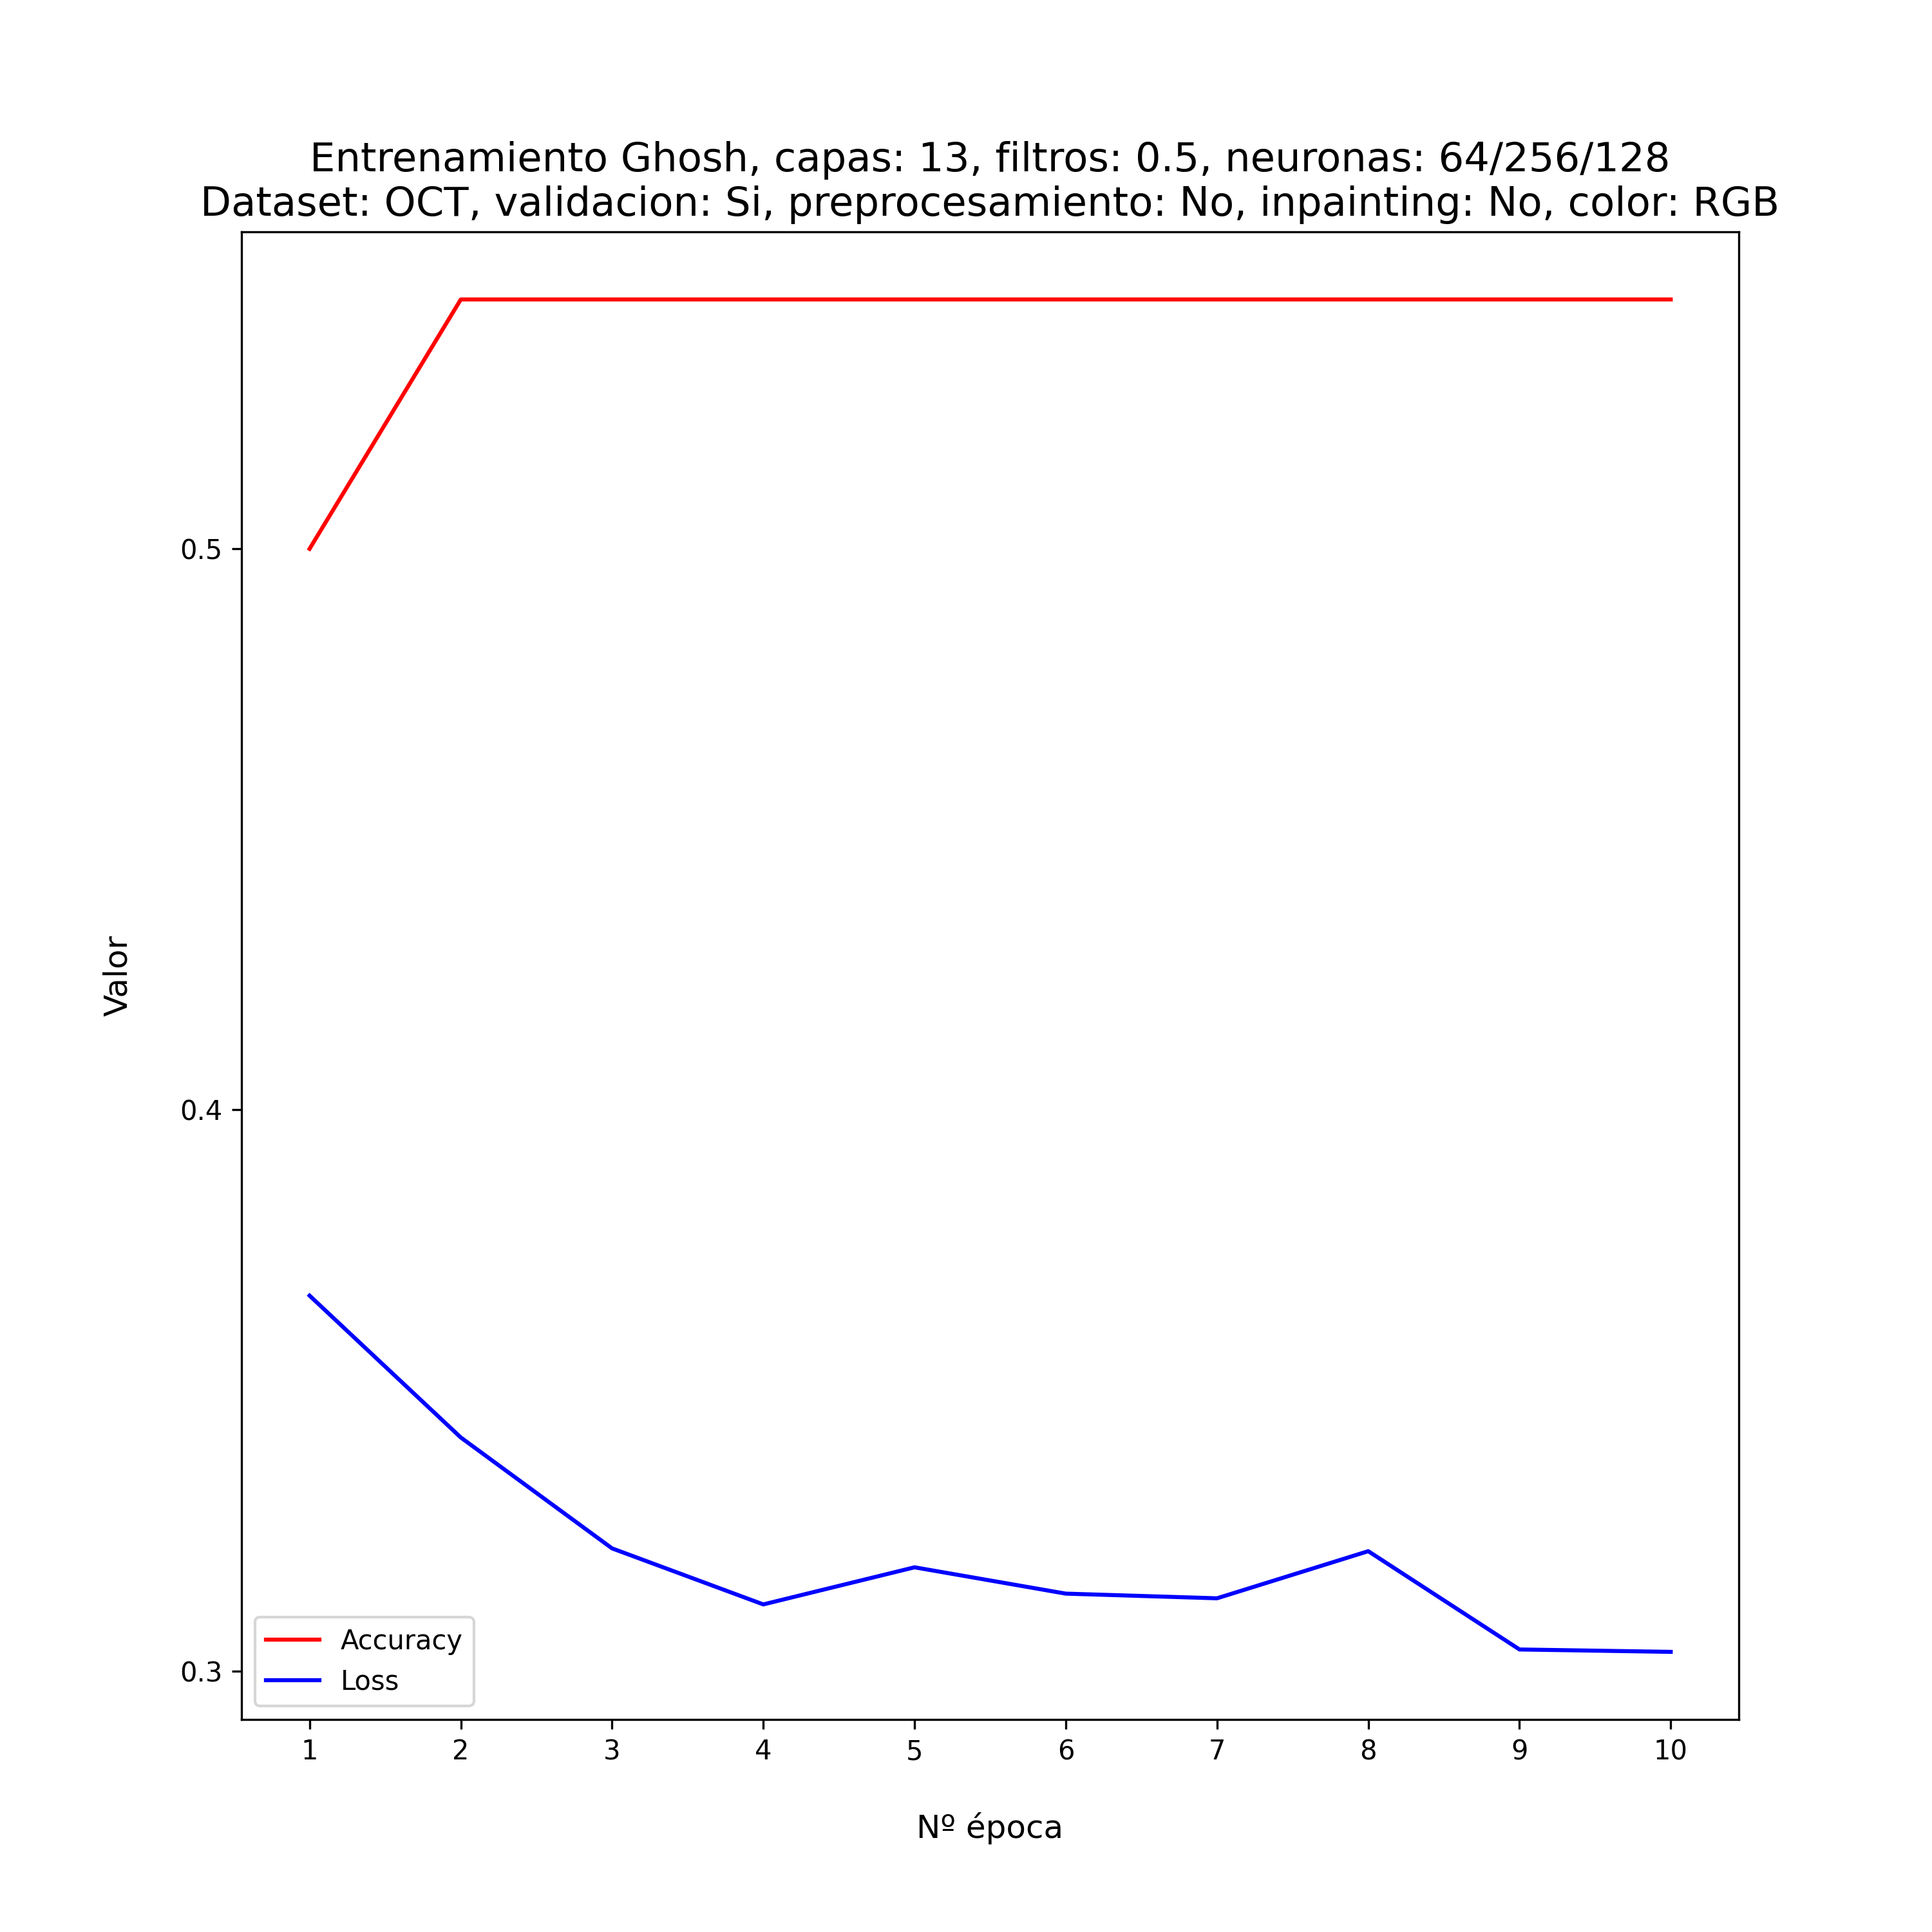 Entrenamiento Ghosh, capas: 13, filtros: 0.5, neuronas: 64/256/128
Dataset: OCT, validacion: Si, preprocesamiento: No, inpainting: No, color: RGB
Valor
0.5
0.4
0.3
Accuracy
Loss
1 2 3 4 5 6 7 8 9 10
Nº época